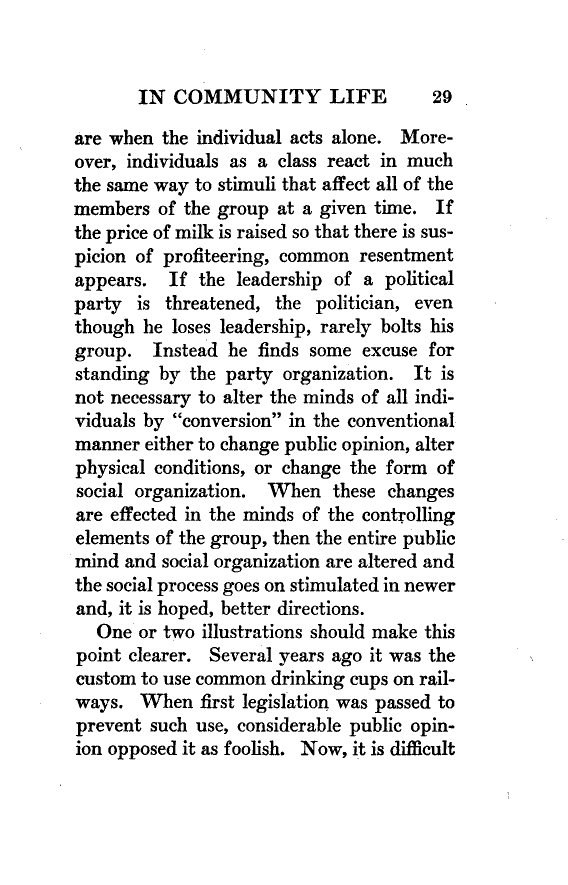 IN COMMUNITY LIFE 29
are when the individual acts alone. More-
over, individuals as a class react in much
the same way to stimuli that affect all of the
members of the group at a given time. If
the price of milk is raised so that there is sus-
picion of profiteering, common resentment
appears. If the leadership of a political
party is threatened, the politician, even
though he loses leadership, rarely bolts his
group. Instead he finds some excuse for
standing by the party organization. It is
not necessary to alter the minds of all indi-
viduals by “conversion” in the conventional
manner either to change public opinion, alter
physical conditions, or change the form of
social organization. When these changes
are effected in the minds of the controlling
elements of the group, then the entire public
mind and social organization are altered and
the social process goes on stimulated in newer
and, it is hoped, better directions.
One or two illustrations should make this
point clearer. Several years ago it was the
custom to use common drinking cups on rail-
ways. When first legislation was passed to
prevent such use, considerable public opin-
ion opposed it as foolish. Now, it is difficult